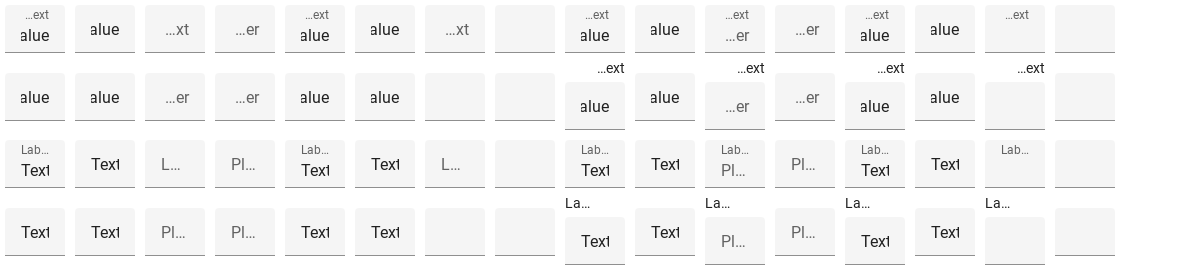 …ext …ext …ext …ext …ext …ext
alue alue …xt …er alue alue …xt alue alue …er …er alue alue
…ext …ext …ext …ext
alue alue …er …er alue alue alue alue …er …er alue alue
Lab… Lab… Lab… Lab… Lab… Lab…
Text Text L… Pl… Text Text L… Text Text Pl… Pl… Text Text
La… La… La… La…
Text Text Pl… Pl… Text Text Text Text Pl… Pl… Text Text